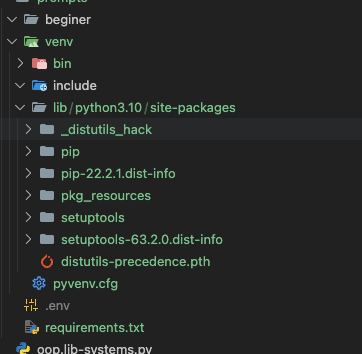 prompts
beginer
venv
bin
include
lib/python3.10/site-packages
_distutils_hack
pip
pip-22.2.1.dist-info
pkg_resources
setuptools
setuptools-63.2.0.dist-info
distutils-precedence.pth
pyvenv.cfg
.env
requirements.txt
oop.lib-systems.py